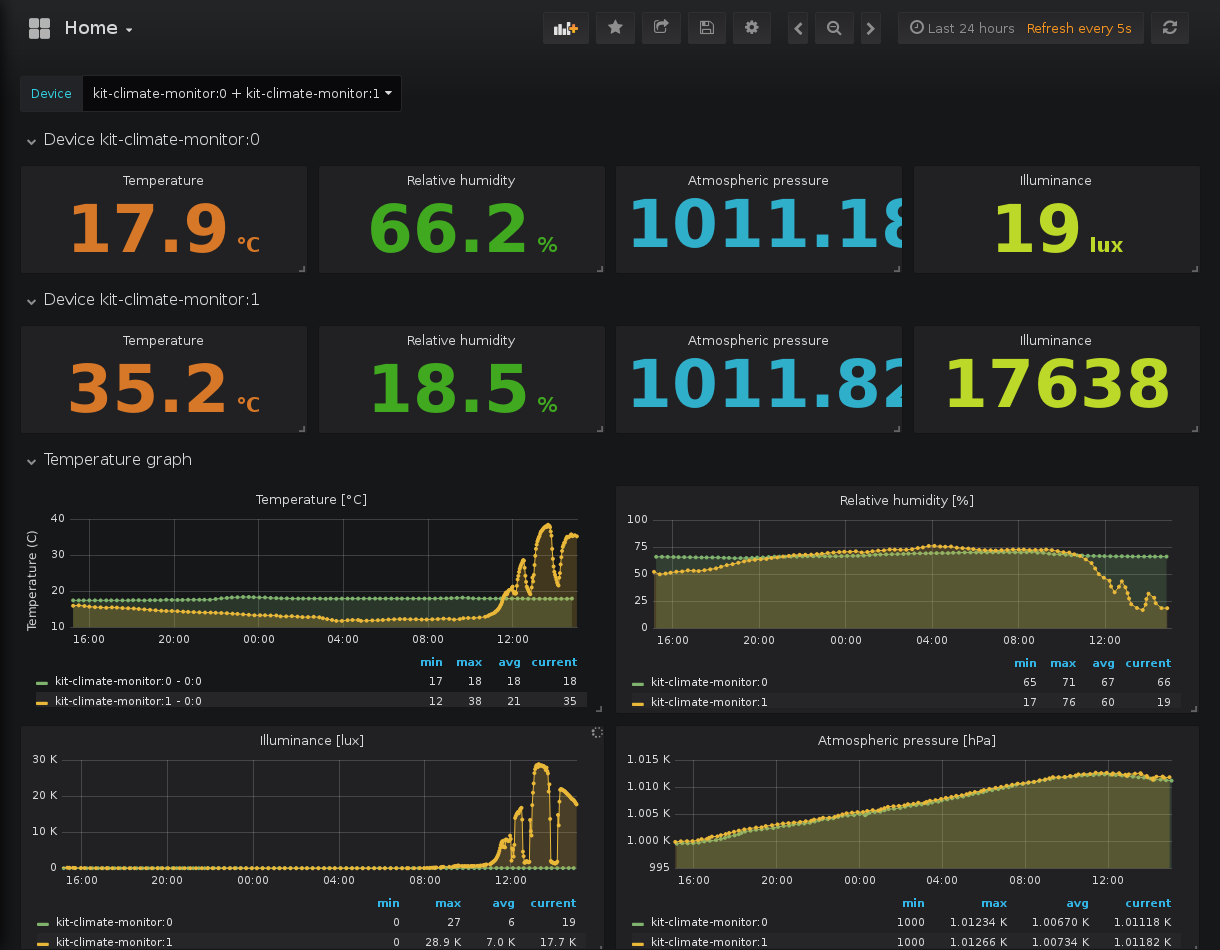 Home
Last 24 hours Refresh every 5s
Device kit-climate-monitor:0 + kit-climate-monitor:1
Device kit-climate-monitor:0
Temperature Relative humidity Atmospheric pressure Illuminance
17.9 °C 66.2 % 1011.18 19 lux
Device kit-climate-monitor:1
Temperature Relative humidity Atmospheric pressure Illuminance
35.2 °C 18.5 % 1011.82 17638
Temperature graph
Temperature [°C]
Temperature (C)
40
30
20
10
16:00 20:00 00:00 04:00 08:00 12:00
min max avg current
kit-climate-monitor:0 - 0:0 17 18 18 18
kit-climate-monitor:1 - 0:0 12 38 21 35
Relative humidity [%]
100
75
50
25
0
16:00 20:00 00:00 04:00 08:00 12:00
min max avg current
kit-climate-monitor:0 65 71 67 66
kit-climate-monitor:1 17 76 60 19
Illuminance [lux]
30 K
20 K
10 K
0
16:00 20:00 00:00 04:00 08:00 12:00
min max avg current
kit-climate-monitor:0 0 27 6 19
kit-climate-monitor:1 0 28.9 K 7.0 K 17.7 K
Atmospheric pressure [hPa]
1.015 K
1.010 K
1.005 K
1.000 K
995
16:00 20:00 00:00 04:00 08:00 12:00
min max avg current
kit-climate-monitor:0 1000 1.01234 K 1.00670 K 1.01118 K
kit-climate-monitor:1 1000 1.01266 K 1.00734 K 1.01182 K